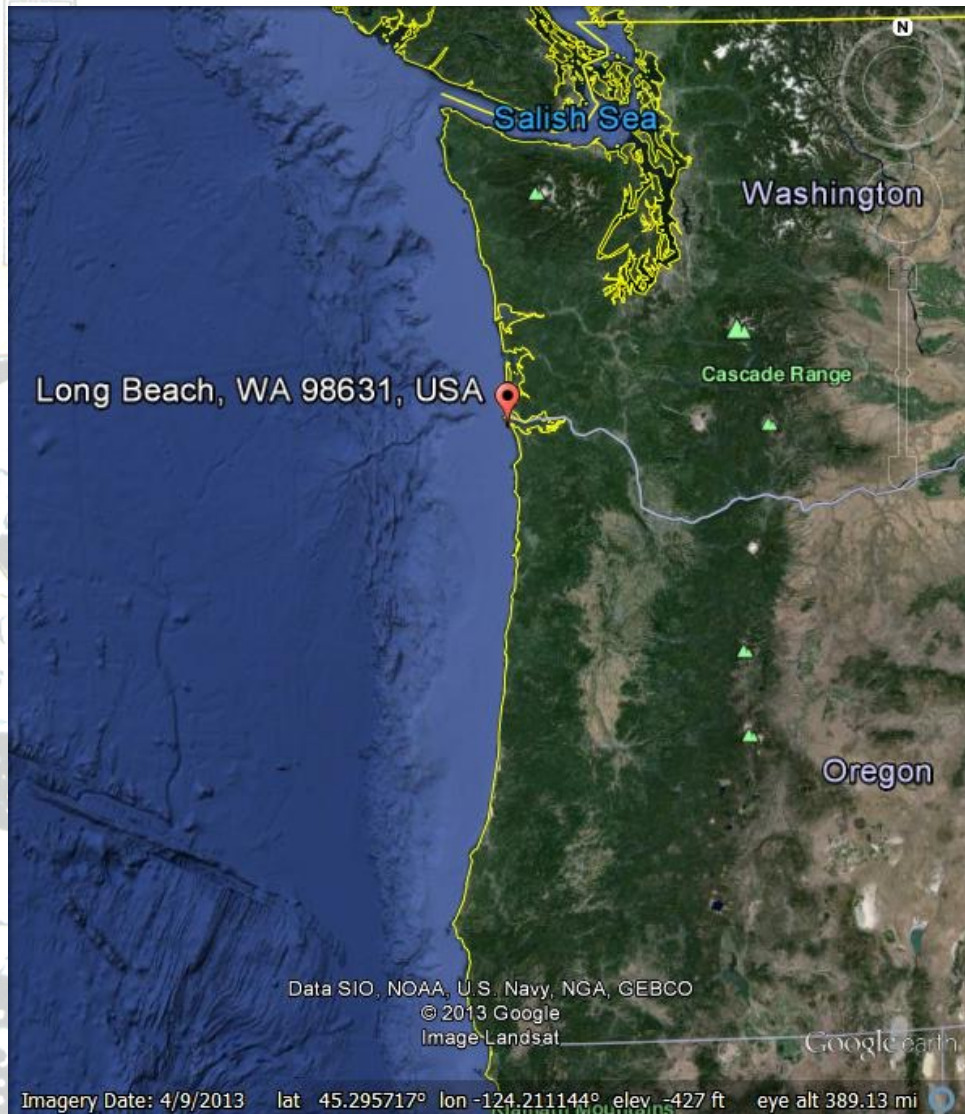 N
Salish Sea
Washington
Long Beach, WA 98631, USA
Cascade Range
Oregon
Data SIO, NOAA, U.S. Navy, NGA, GEBCO
© 2013 Google
Image Landsat
Google earth
Klamath Mountains
Imagery Date: 4/9/2013 lat 45.295717° lon -124.211144° elev -427 ft eye alt 389.13 mi